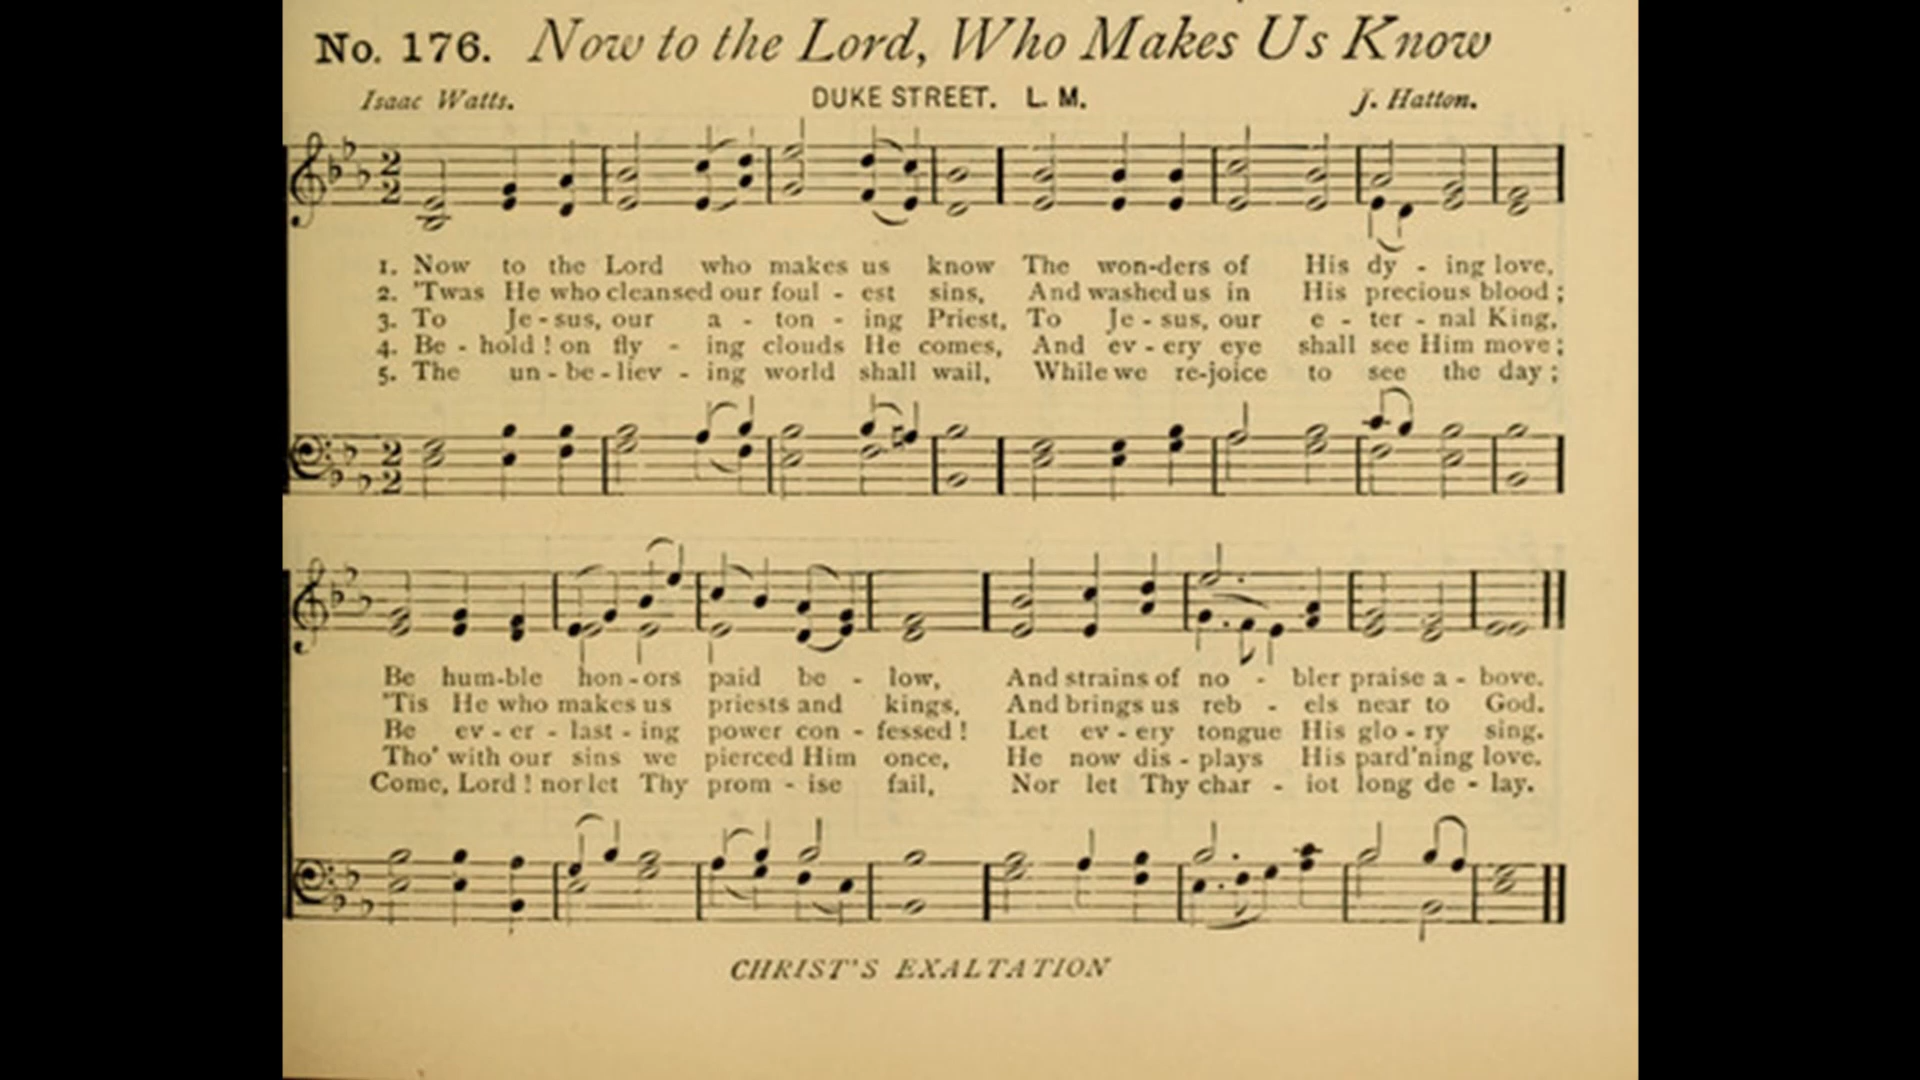 No. 176. Now to the Lord, Who Makes Us Know
Isaac Watts. DUKE STREET. L. M. J. Hatton.
1. Now to the Lord who makes us know The won-ders of His dy - ing love,
2. 'Twas He who cleansed our foul - est sins, And washed us in His precious blood;
3. To Je - sus, our a - ton - ing Priest, To Je - sus, our e - ter - nal King,
4. Be - hold! on fly - ing clouds He comes, And ev - ery eye shall see Him move;
5. The un - be - liev - ing world shall wail, While we re-joice to see the day;
Be hum-ble hon - ors paid be - low, And strains of no - bler praise a - bove.
'Tis He who makes us priests and kings, And brings us reb - els near to God.
Be ev - er - last - ing power con - fessed! Let ev - ery tongue His glo - ry sing.
Tho' with our sins we pierced Him once, He now dis - plays His pard'ning love.
Come, Lord! nor let Thy prom - ise fail, Nor let Thy char - iot long de - lay.
CHRIST'S EXALTATION